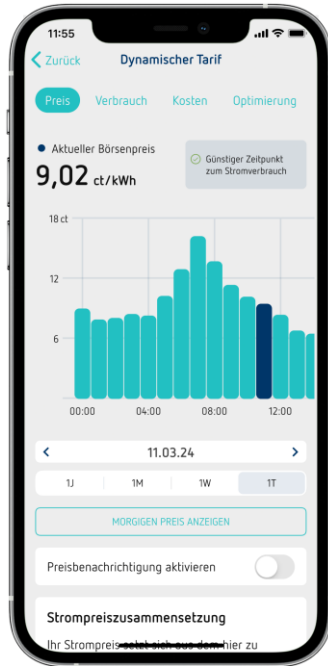 11:55
Zurück Dynamischer Tarif
Preis Verbrauch Kosten Optimierung
Aktueller Börsenpreis
9,02 ct/kWh
Günstiger Zeitpunkt
zum Stromverbrauch
18 ct
12
6
00:00 04:00 08:00 12:00
11.03.24
1J 1M 1W 1T
MORGIGEN PREIS ANZEIGEN
Preisbenachrichtigung aktivieren
Strompreiszusammensetzung
Ihr Strompreis setzt sich aus dem hier zu